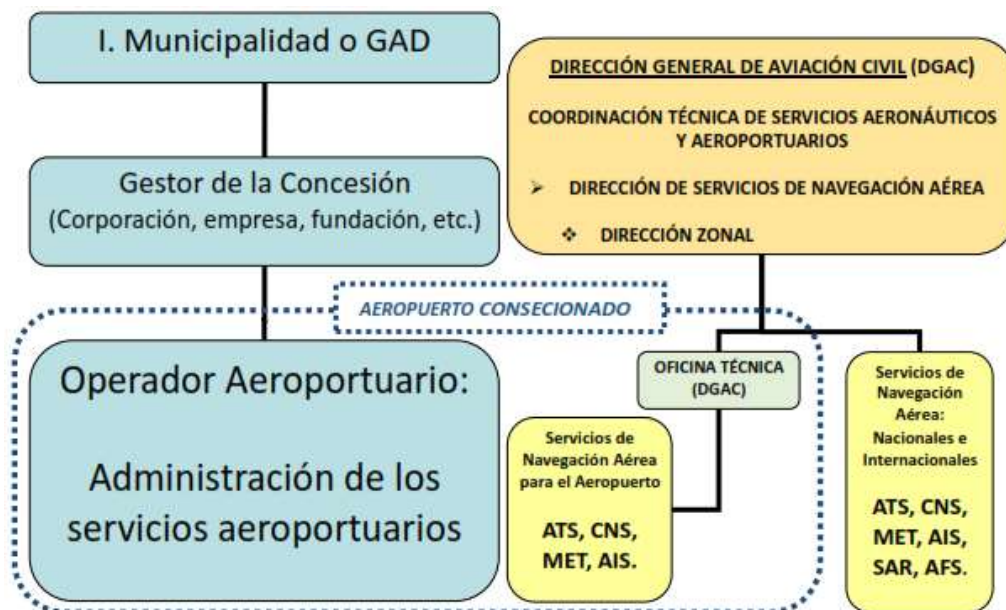 I. Municipalidad o GAD
Gestor de la Concesión
(Corporación, empresa, fundación, etc.)
DIRECCIÓN GENERAL DE AVIACIÓN CIVIL (DGAC)
COORDINACIÓN TÉCNICA DE SERVICIOS AERONÁUTICOS
Y AEROPORTUARIOS
➢ DIRECCIÓN DE SERVICIOS DE NAVEGACIÓN AÉREA
❖ DIRECCIÓN ZONAL
AEROPUERTO CONSECIONADO
Operador Aeroportuario:
Administración de los
servicios aeroportuarios
OFICINA TÉCNICA
(DGAC)
Servicios de
Navegación Aérea
para el Aeropuerto
ATS, CNS,
MET, AIS.
Servicios de
Navegación
Aérea:
Nacionales e
Internacionales
ATS, CNS,
MET, AIS,
SAR, AFS.